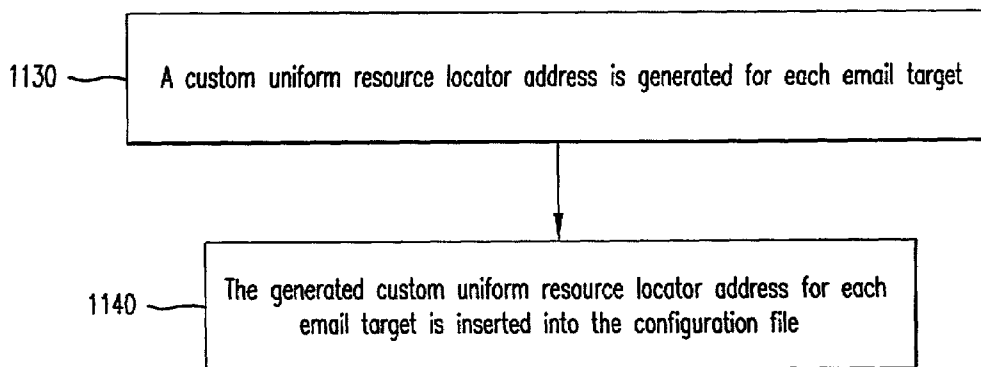 1130
A custom uniform resource locator address is generated for each email target
1140
The generated custom uniform resource locator address for each
email target is inserted into the configuration file